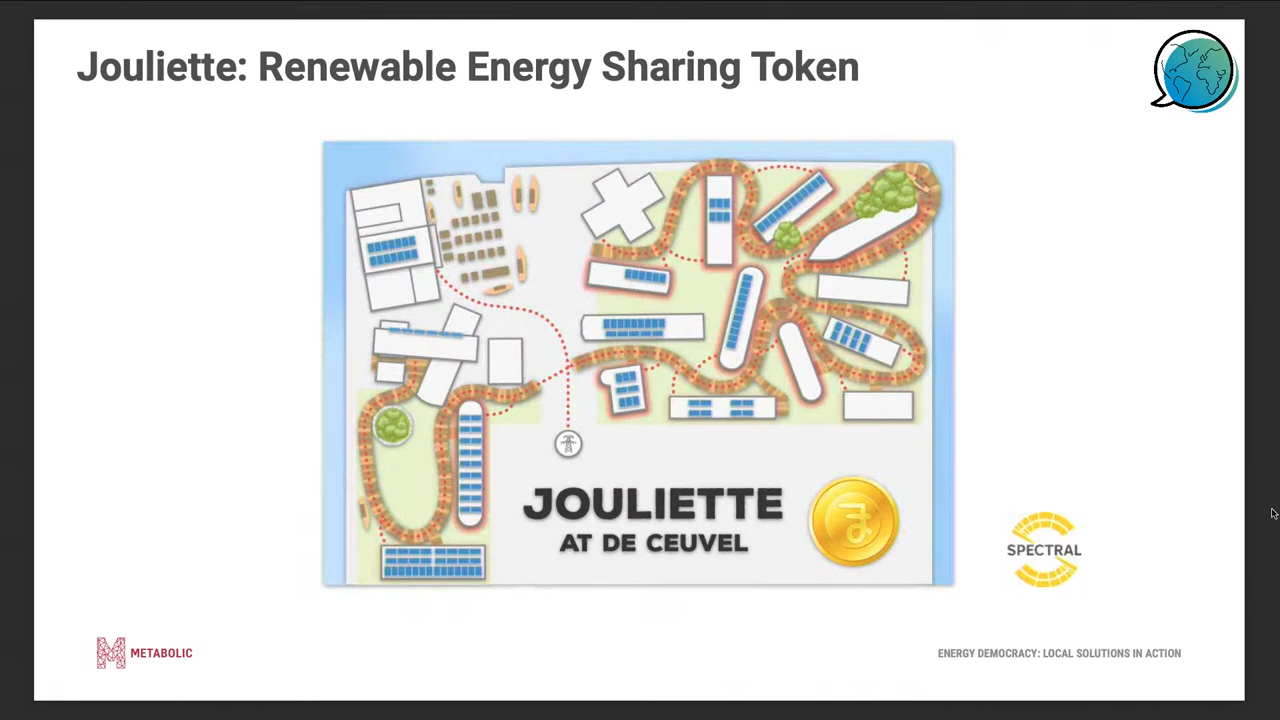 Jouliette: Renewable Energy Sharing Token
JOULIETTE
AT DE CEUVEL
SPECTRAL
METABOLIC
ENERGY DEMOCRACY: LOCAL SOLUTIONS IN ACTION